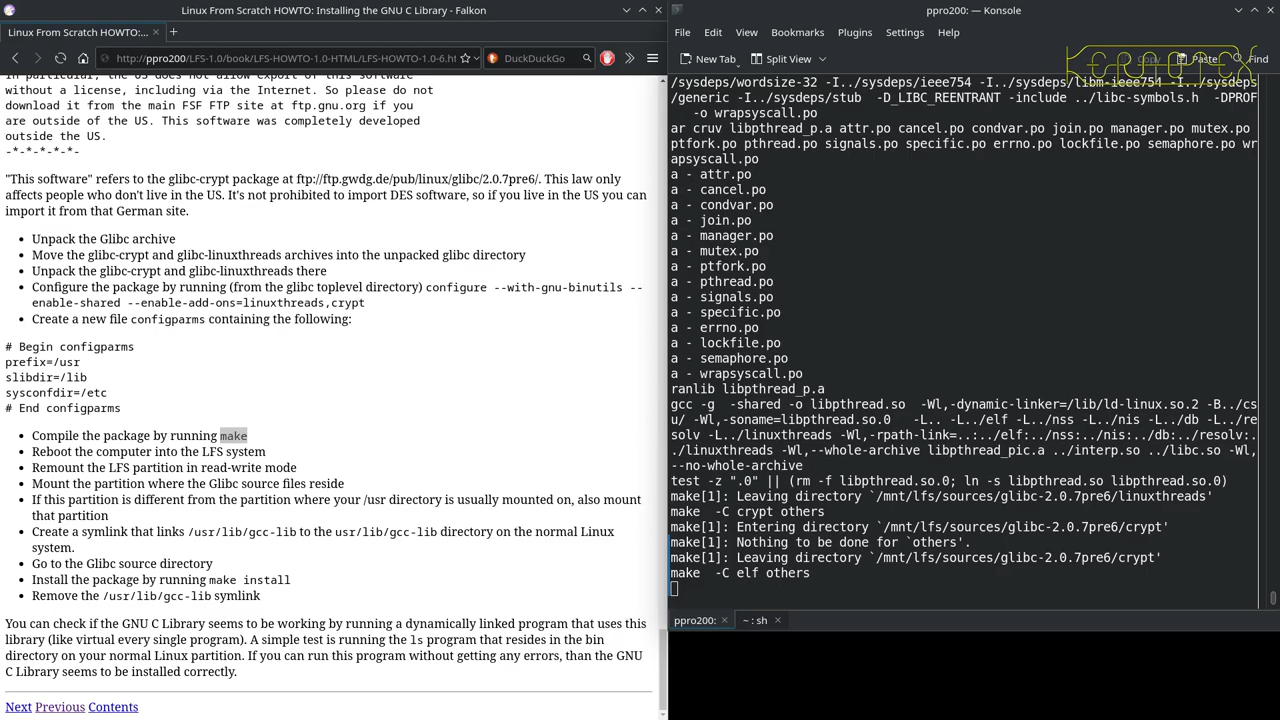 Linux From Scratch HOWTO: Installing the GNU C Library - Falkon
Linux From Scratch HOWTO:...
http://ppro200/LFS-1.0/book/LFS-HOWTO-1.0-HTML/LFS-HOWTO-1.0-6.h
DuckDuckGo
without a license, including via the Internet. So please do not
download it from the main FSF FTP site at ftp.gnu.org if you
are outside of the US. This software was completely developed
outside the US.
-*-*-*-*-*-
"This software" refers to the glibc-crypt package at ftp://ftp.gwdg.de/pub/linux/glibc/2.0.7pre6/. This law only
affects people who don't live in the US. It's not prohibited to import DES software, so if you live in the US you can
import it from that German site.
Unpack the Glibc archive
Move the glibc-crypt and glibc-linuxthreads archives into the unpacked glibc directory
Unpack the glibc-crypt and glibc-linuxthreads there
Configure the package by running (from the glibc toplevel directory) configure --with-gnu-binutils --
enable-shared --enable-add-ons=linuxthreads,crypt
Create a new file configparms containing the following:
# Begin configparms
prefix=/usr
slibdir=/lib
sysconfdir=/etc
# End configparms
Compile the package by running make
Reboot the computer into the LFS system
Remount the LFS partition in read-write mode
Mount the partition where the Glibc source files reside
If this partition is different from the partition where your /usr directory is usually mounted on, also mount
that partition
Create a symlink that links /usr/lib/gcc-lib to the usr/lib/gcc-lib directory on the normal Linux
system.
Go to the Glibc source directory
Install the package by running make install
Remove the /usr/lib/gcc-lib symlink
You can check if the GNU C Library seems to be working by running a dynamically linked program that uses this
library (like virtual every single program). A simple test is running the ls program that resides in the bin
directory on your normal Linux partition. If you can run this program without getting any errors, than the GNU
C Library seems to be installed correctly.
Next Previous Contents
ppro200: — Konsole
File Edit View Bookmarks Plugins Settings Help
New Tab Split View Copy Paste Find
/sysdeps/wordsize-32 -I../sysdeps/ieee754 -I../sysdeps/libm-ieee754 -I../sysdeps
/generic -I../sysdeps/stub  -D_LIBC_REENTRANT -include ../libc-symbols.h  -DPROF
-o wrapsyscall.po
ar cruv libpthread_p.a attr.po cancel.po condvar.po join.po manager.po mutex.po
ptfork.po pthread.po signals.po specific.po errno.po lockfile.po semaphore.po wr
apsyscall.po
a - attr.po
a - cancel.po
a - condvar.po
a - join.po
a - manager.po
a - mutex.po
a - ptfork.po
a - pthread.po
a - signals.po
a - specific.po
a - errno.po
a - lockfile.po
a - semaphore.po
a - wrapsyscall.po
ranlib libpthread_p.a
gcc -g  -shared -o libpthread.so  -Wl,-dynamic-linker=/lib/ld-linux.so.2 -B../cs
u/ -Wl,-soname=libpthread.so.0  -L.. -L../elf -L../nss -L../nis -L../db -L../re
solv -L../linuxthreads -Wl,-rpath-link=..:../elf:../nss:../nis:../db:../resolv:.
./linuxthreads -Wl,--whole-archive libpthread_pic.a ../interp.so ../libc.so -Wl,
--no-whole-archive
test -z ".0" || (rm -f libpthread.so.0; ln -s libpthread.so libpthread.so.0)
make[1]: Leaving directory `/mnt/lfs/sources/glibc-2.0.7pre6/linuxthreads'
make  -C crypt others
make[1]: Entering directory `/mnt/lfs/sources/glibc-2.0.7pre6/crypt'
make[1]: Nothing to be done for `others'.
make[1]: Leaving directory `/mnt/lfs/sources/glibc-2.0.7pre6/crypt'
make  -C elf others
ppro200: ~ : sh